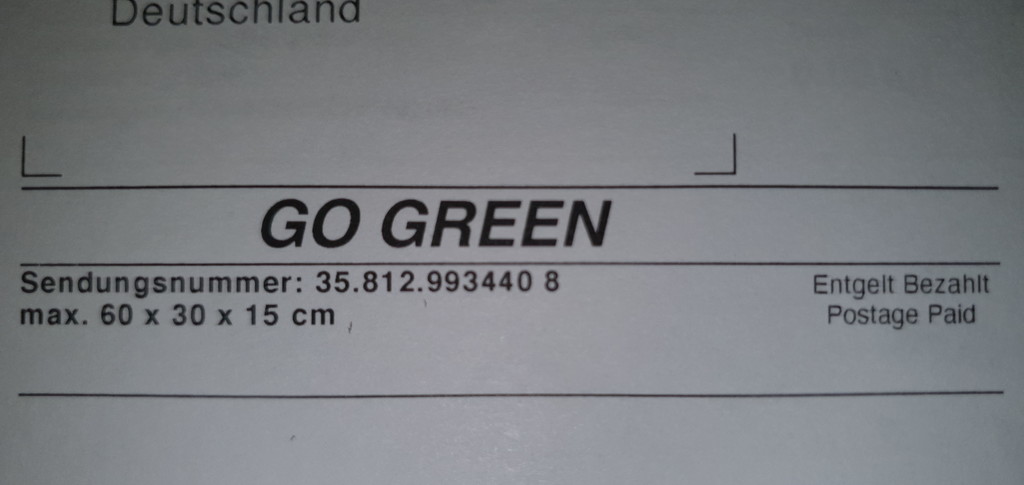 Deutschland
GO GREEN
Sendungsnummer: 35.812.993440 8
max. 60 x 30 x 15 cm
Entgelt Bezahlt
Postage Paid